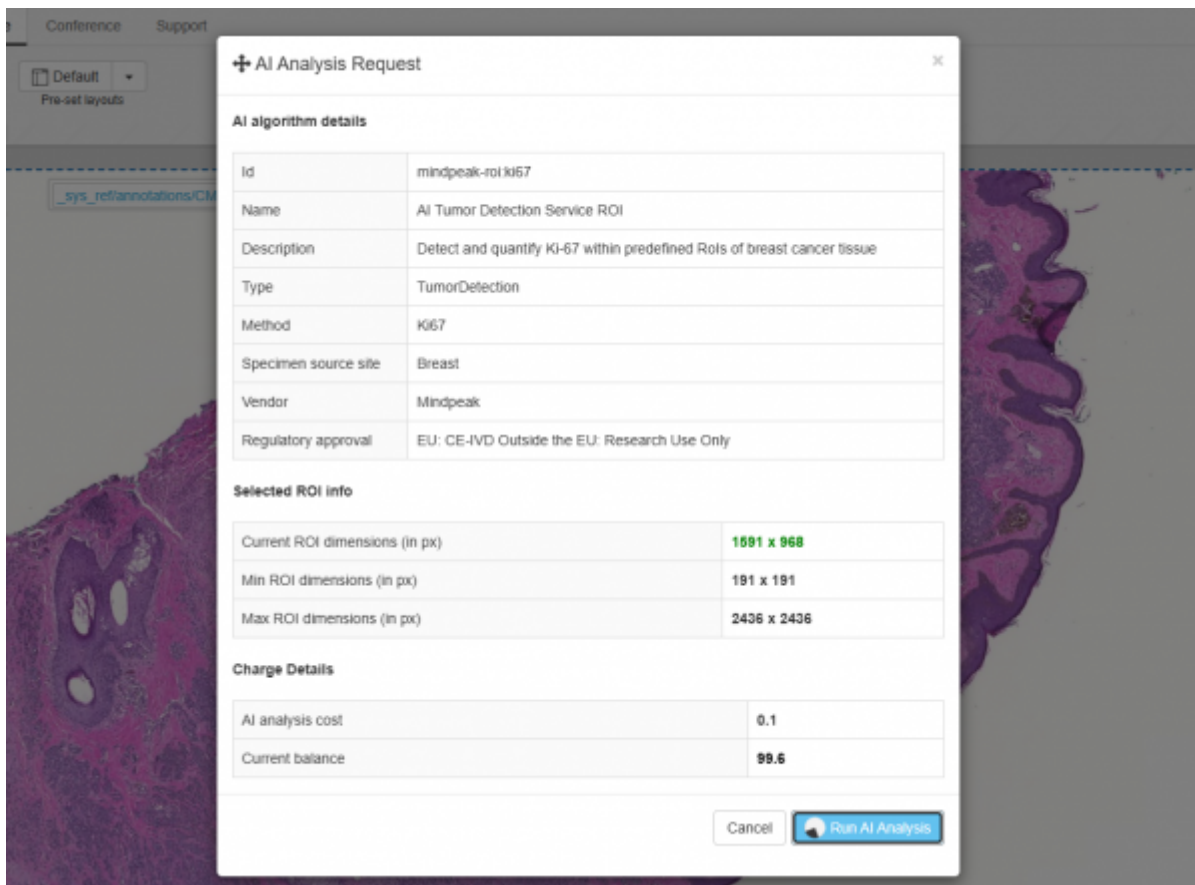 Conference Support
Default
Pre-set layouts
_sys_ref/annotations/CM
AI Analysis Request
×
AI algorithm details
Id mindpeak-roi:ki67
Name AI Tumor Detection Service ROI
Description Detect and quantify Ki-67 within predefined RoIs of breast cancer tissue
Type TumorDetection
Method Ki67
Specimen source site Breast
Vendor Mindpeak
Regulatory approval EU: CE-IVD Outside the EU: Research Use Only
Selected ROI info
Current ROI dimensions (in px) 1591 x 968
Min ROI dimensions (in px) 191 x 191
Max ROI dimensions (in px) 2436 x 2436
Charge Details
AI analysis cost 0.1
Current balance 99.6
Cancel Run AI Analysis